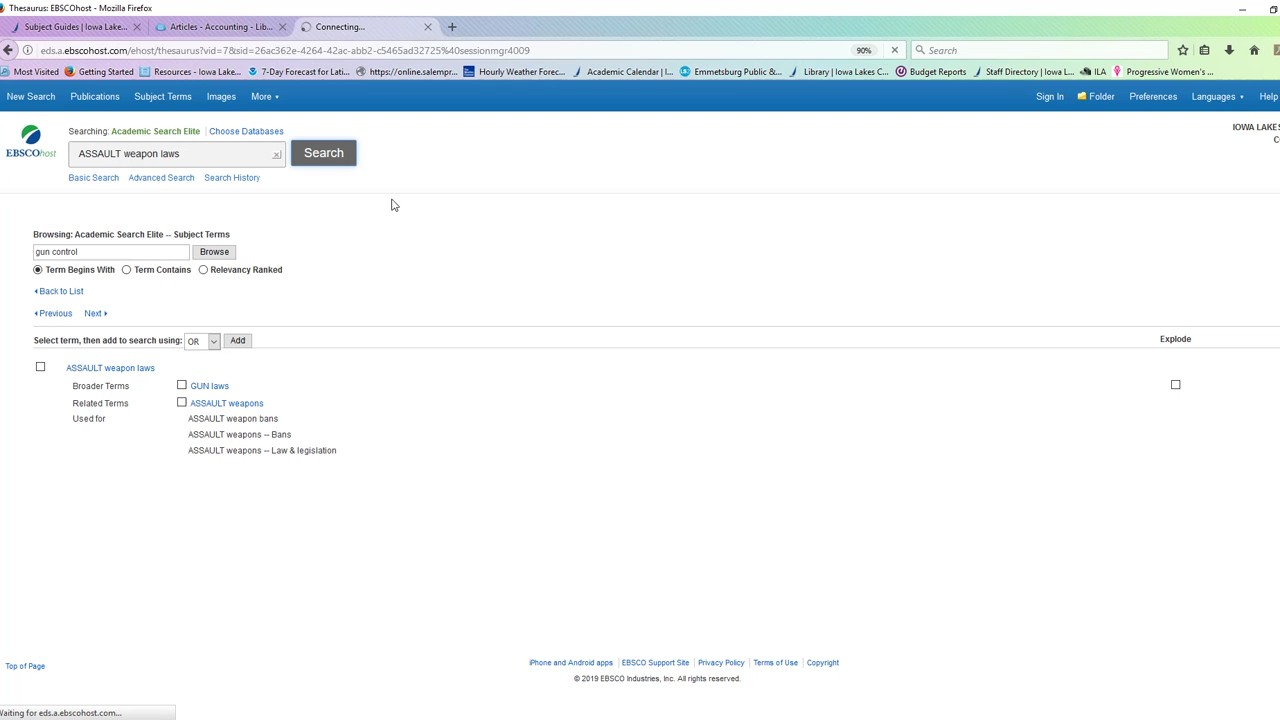 Thesaurus: EBSCOhost - Mozilla Firefox
Subject Guides | Iowa Lake...
Articles - Accounting - Lib...
Connecting...
eds.a.ebscohost.com/ehost/thesaurus?vid=7&sid=26ac362e-4264-42ac-abb2-c5465ad32725%40sessionmgr4009
90%
Search
Most Visited
Getting Started
Resources - Iowa Lake...
7-Day Forecast for Lati...
https://online.salempr...
Hourly Weather Forec...
Academic Calendar | I...
Emmetsburg Public &...
Library | Iowa Lakes C...
Budget Reports
Staff Directory | Iowa L...
ILA
Progressive Women's ...
New Search Publications Subject Terms Images More Sign In Folder Preferences Languages Help
Searching: Academic Search Elite Choose Databases
IOWA LAKES
C
EBSCOhost
ASSAULT weapon laws
Search
Basic Search Advanced Search Search History
Browsing: Academic Search Elite -- Subject Terms
gun control Browse
Term Begins With Term Contains Relevancy Ranked
Back to List
Previous Next
Select term, then add to search using: OR Add Explode
ASSAULT weapon laws
Broader Terms GUN laws
Related Terms ASSAULT weapons
Used for ASSAULT weapon bans
ASSAULT weapons -- Bans
ASSAULT weapons -- Law & legislation
Top of Page
iPhone and Android apps EBSCO Support Site Privacy Policy Terms of Use Copyright
© 2019 EBSCO Industries, Inc. All rights reserved.
Waiting for eds.a.ebscohost.com...